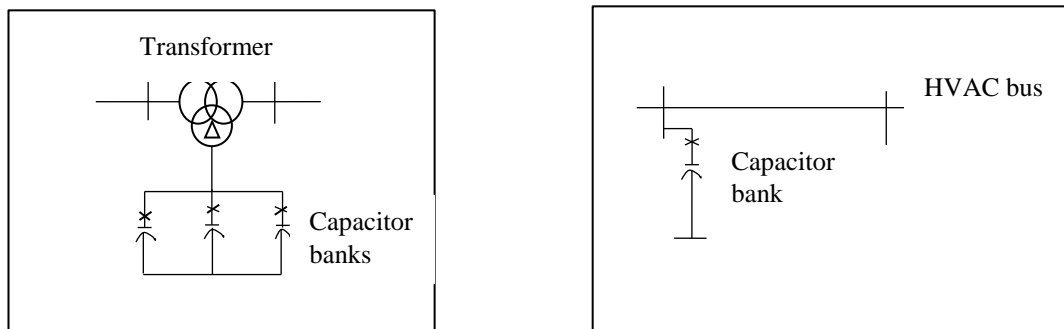 Transformer
Capacitor
banks
HVAC bus
Capacitor
bank